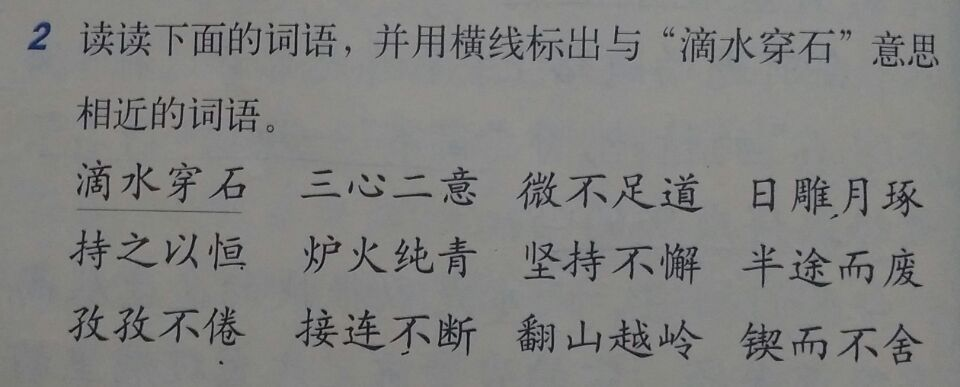 2 读读下面的词语，并用横线标出与“滴水穿石”意思
相近的词语。
滴水穿石 三心二意 微不足道 日雕月琢
持之以恒 炉火纯青 坚持不懈 半途而废
孜孜不倦 接连不断 翻山越岭 锲而不舍